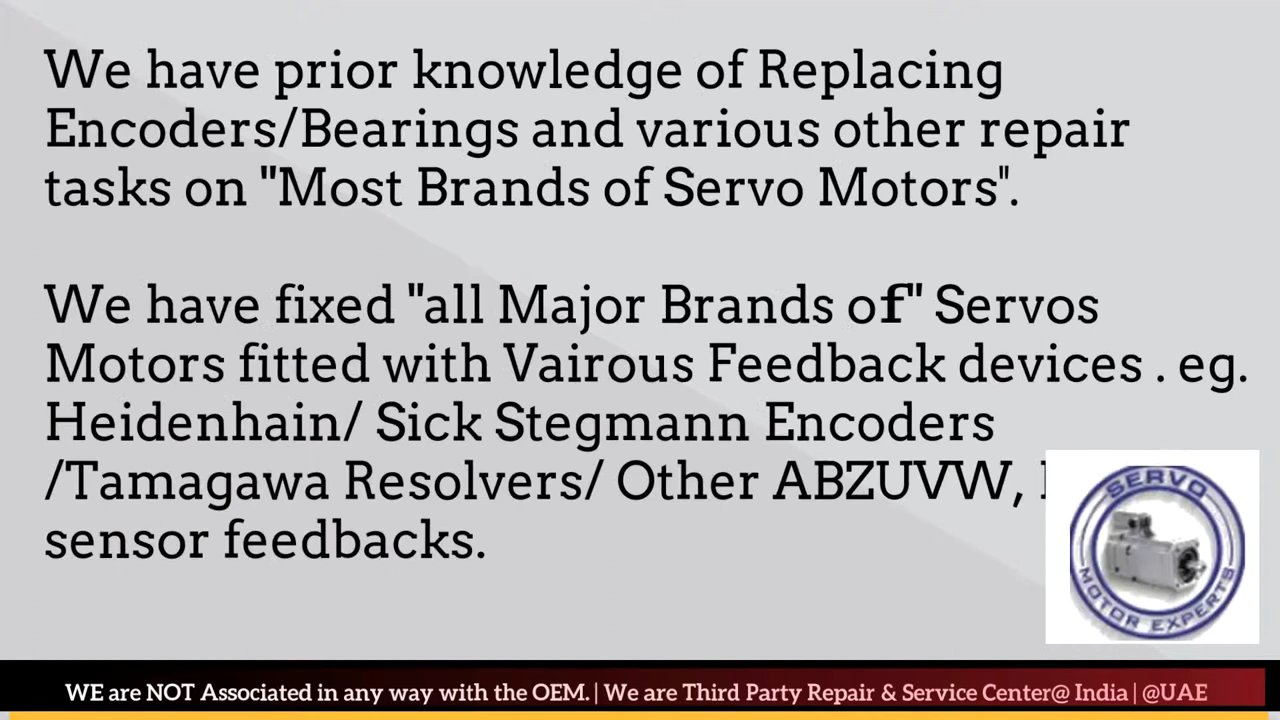 We have prior knowledge of Replacing
Encoders/Bearings and various other repair
tasks on "Most Brands of Servo Motors".
We have fixed "all Major Brands of" Servos
Motors fitted with Vairous Feedback devices . eg.
Heidenhain/ Sick Stegmann Encoders
/Tamagawa Resolvers/ Other ABZUVW,
sensor feedbacks.
SERVO
MOTOR EXPERTS
WE are NOT Associated in any way with the OEM. | We are Third Party Repair & Service Center@ India | @UAE